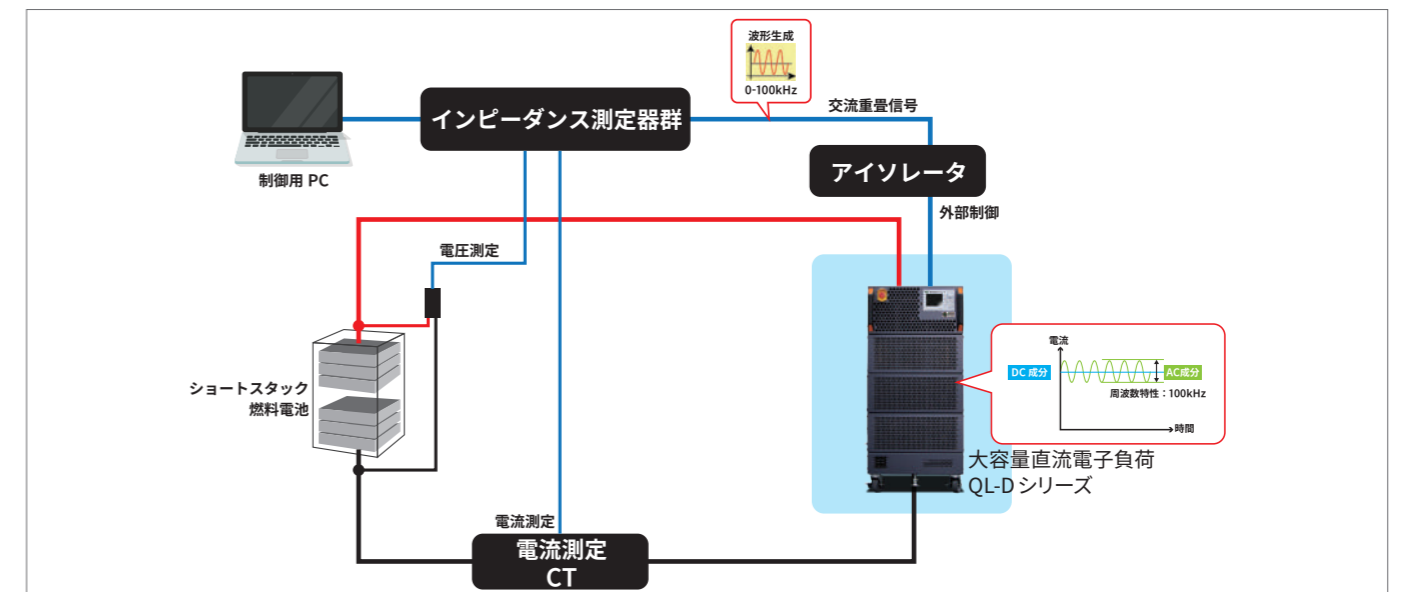 波形生成
0-100kHz
交流重畳信号
インピーダンス測定器群
制御用 PC
アイソレータ
外部制御
電圧測定
ショートスタック
燃料電池
電流
DC 成分
AC成分
周波数特性:100kHz
時間
大容量直流電子負荷
QL-D シリーズ
電流測定
電流測定
CT